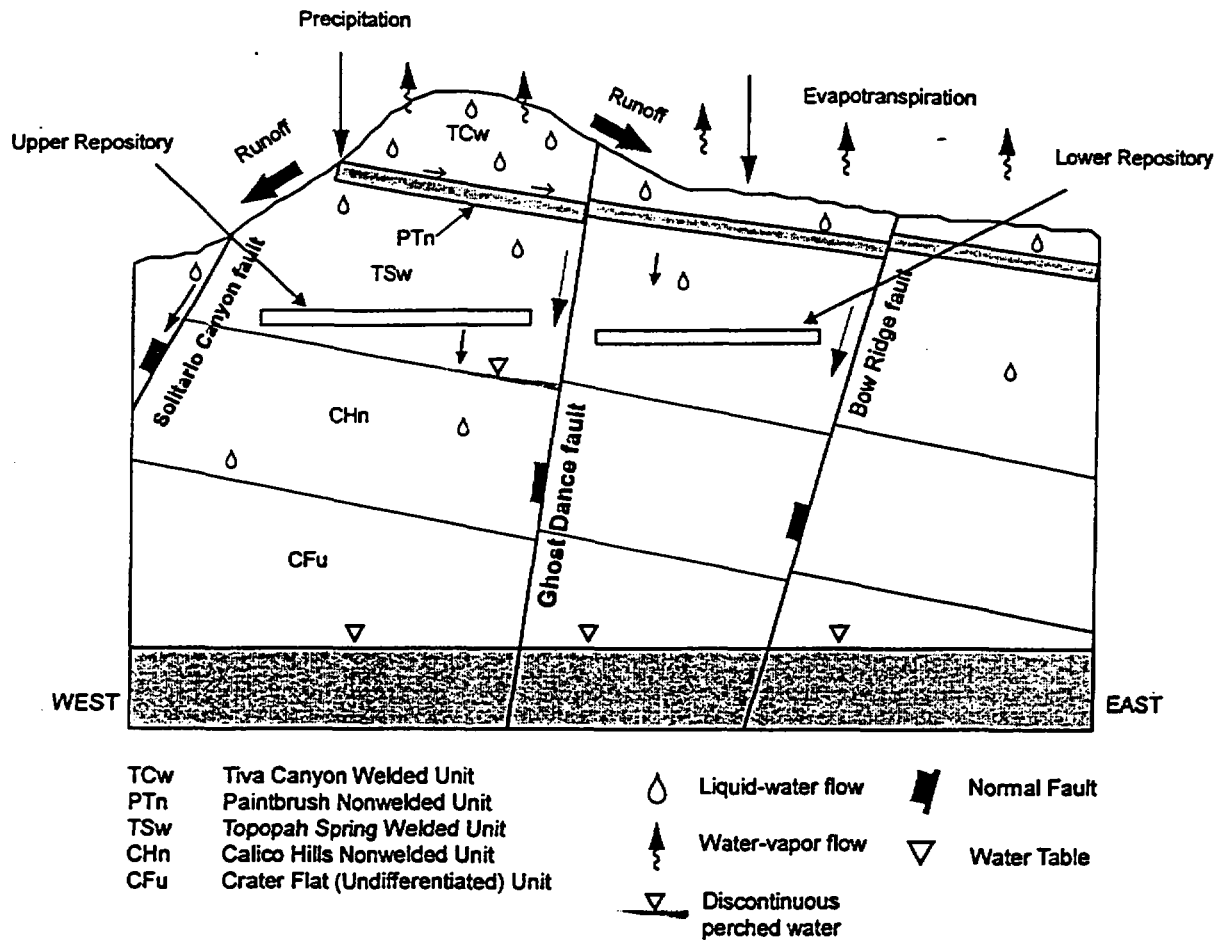 Precipitation
Runoff
Evapotranspiration
Upper Repository
Runoff
TCw
Lower Repository
PTn
TSw
Solitario Canyon fault
Ghost Dance fault
Bow Ridge fault
CHn
CFu
WEST
EAST
TCw Tiva Canyon Welded Unit
PTn Paintbrush Nonwelded Unit
TSw Topopah Spring Welded Unit
CHn Calico Hills Nonwelded Unit
CFu Crater Flat (Undifferentiated) Unit
Liquid-water flow
Normal Fault
Water-vapor flow
Water Table
Discontinuous
perched water